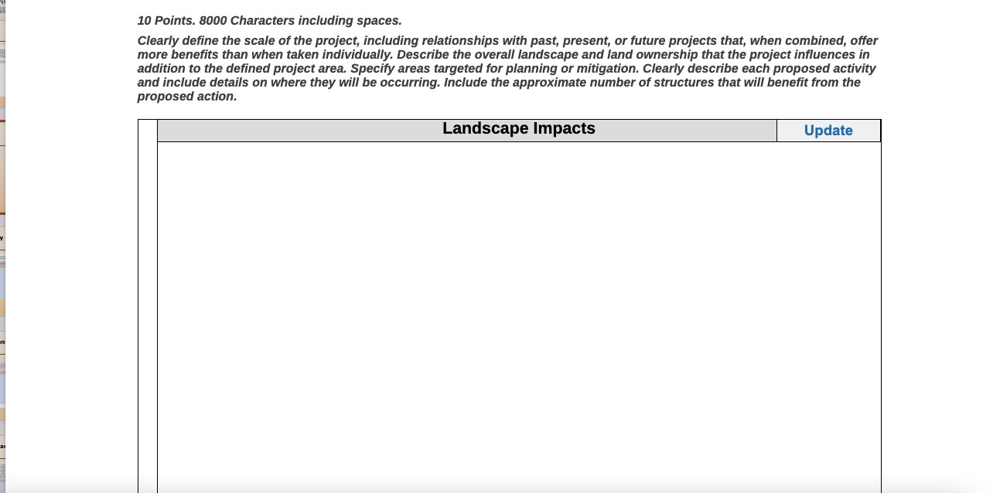 10 Points. 8000 Characters including spaces.
Clearly define the scale of the project, including relationships with past, present, or future projects that, when combined, offer
more benefits than when taken individually. Describe the overall landscape and land ownership that the project influences in
addition to the defined project area. Specify areas targeted for planning or mitigation. Clearly describe each proposed activity
and include details on where they will be occurring. Include the approximate number of structures that will benefit from the
proposed action.
Landscape Impacts
Update